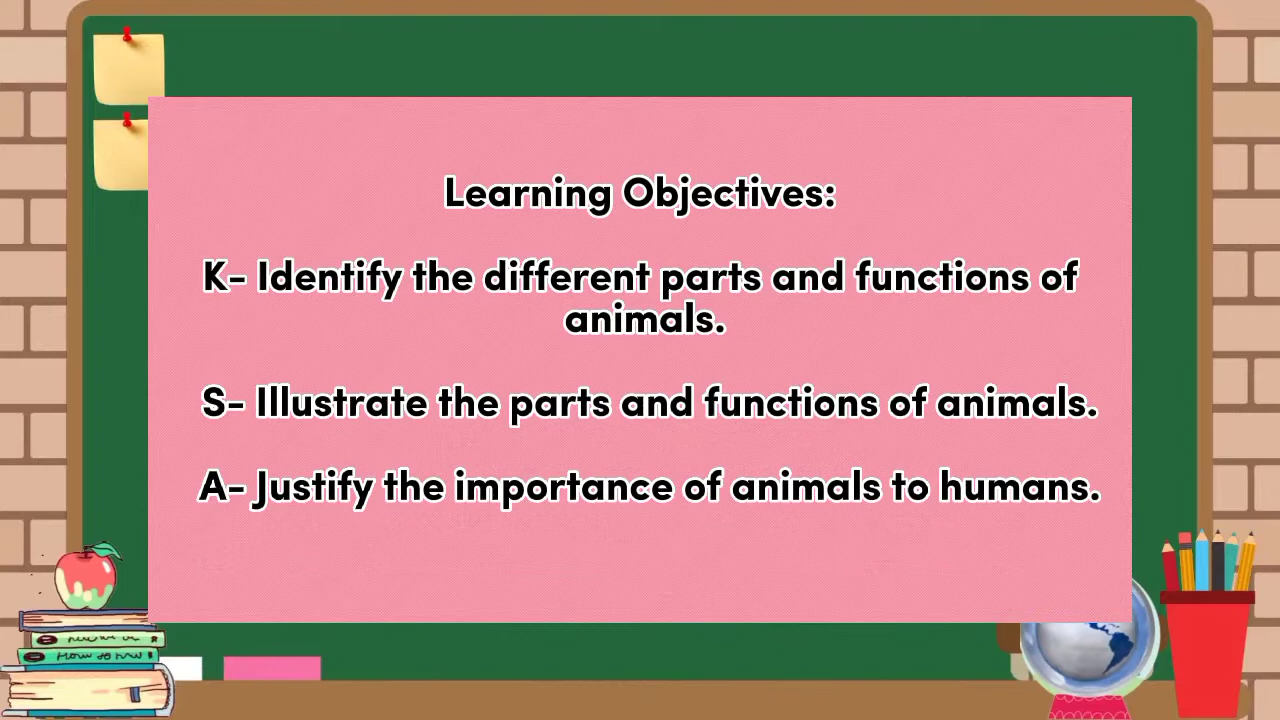 Learning Objectives:
K- Identify the different parts and functions of
animals.
S- Illustrate the parts and functions of animals.
A- Justify the importance of animals to humans.